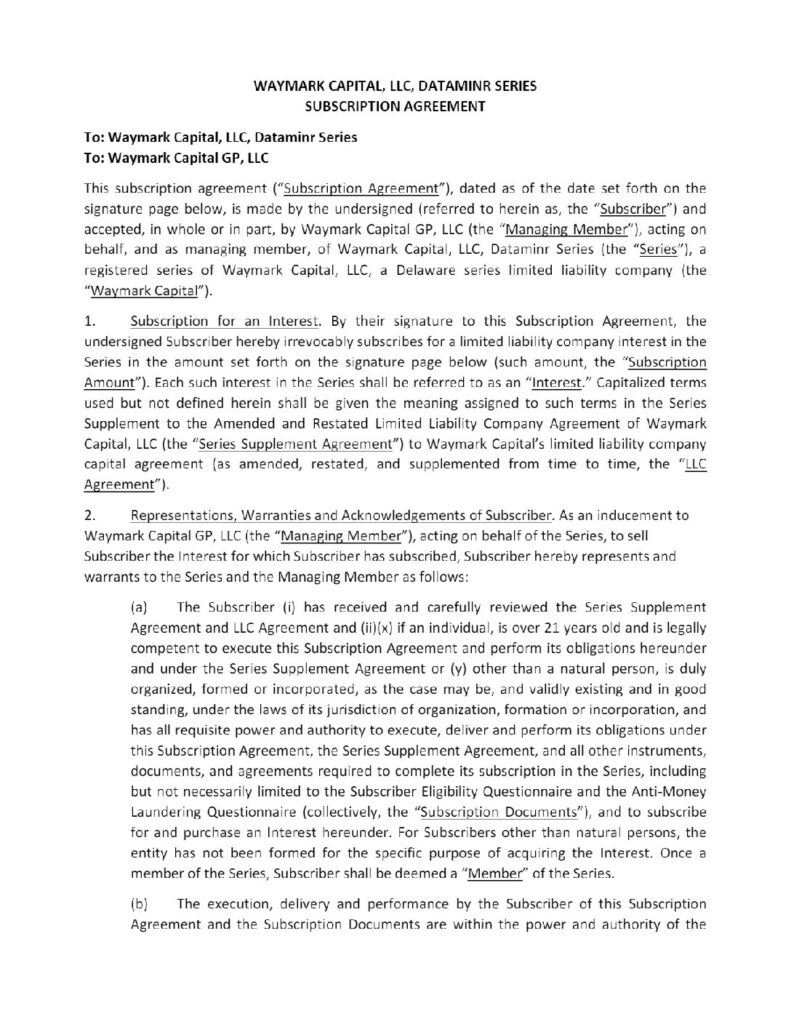 WAYMARK CAPITAL, LLC, DATAMINR SERIES
SUBSCRIPTION AGREEMENT
To: Waymark Capital, LLC, Dataminr Series
To: Waymark Capital GP, LLC
This subscription agreement (“Subscription Agreement”), dated as of the date set forth on the
signature page below, is made by the undersigned (referred to herein as, the “Subscriber”) and
accepted, in whole or in part, by Waymark Capital GP, LLC (the “Managing Member”), acting on
behalf, and as managing member, of Waymark Capital, LLC, Dataminr Series (the “Series”), a
registered series of Waymark Capital, LLC, a Delaware series limited liability company (the
“Waymark Capital”).
1. Subscription for an Interest. By their signature to this Subscription Agreement, the
undersigned Subscriber hereby irrevocably subscribes for a limited liability company interest in the
Series in the amount set forth on the signature page below (such amount, the “Subscription
Amount”). Each such interest in the Series shall be referred to as an “Interest.” Capitalized terms
used but not defined herein shall be given the meaning assigned to such terms in the Series
Supplement to the Amended and Restated Limited Liability Company Agreement of Waymark
Capital, LLC (the “Series Supplement Agreement”) to Waymark Capital’s limited liability company
capital agreement (as amended, restated, and supplemented from time to time, the “LLC
Agreement”).
2. Representations, Warranties and Acknowledgements of Subscriber. As an inducement to
Waymark Capital GP, LLC (the “Managing Member”), acting on behalf of the Series, to sell
Subscriber the Interest for which Subscriber has subscribed, Subscriber hereby represents and
warrants to the Series and the Managing Member as follows:
(a) The Subscriber (i) has received and carefully reviewed the Series Supplement
Agreement and LLC Agreement and (ii)(x) if an individual, is over 21 years old and is legally
competent to execute this Subscription Agreement and perform its obligations hereunder
and under the Series Supplement Agreement or (y) other than a natural person, is duly
organized, formed or incorporated, as the case may be, and validly existing and in good
standing, under the laws of its jurisdiction of organization, formation or incorporation, and
has all requisite power and authority to execute, deliver and perform its obligations under
this Subscription Agreement, the Series Supplement Agreement, and all other instruments,
documents, and agreements required to complete its subscription in the Series, including
but not necessarily limited to the Subscriber Eligibility Questionnaire and the Anti-Money
Laundering Questionnaire (collectively, the “Subscription Documents”), and to subscribe
for and purchase an Interest hereunder. For Subscribers other than natural persons, the
entity has not been formed for the specific purpose of acquiring the Interest. Once a
member of the Series, Subscriber shall be deemed a “Member” of the Series.
(b) The execution, delivery and performance by the Subscriber of this Subscription
Agreement and the Subscription Documents are within the power and authority of the